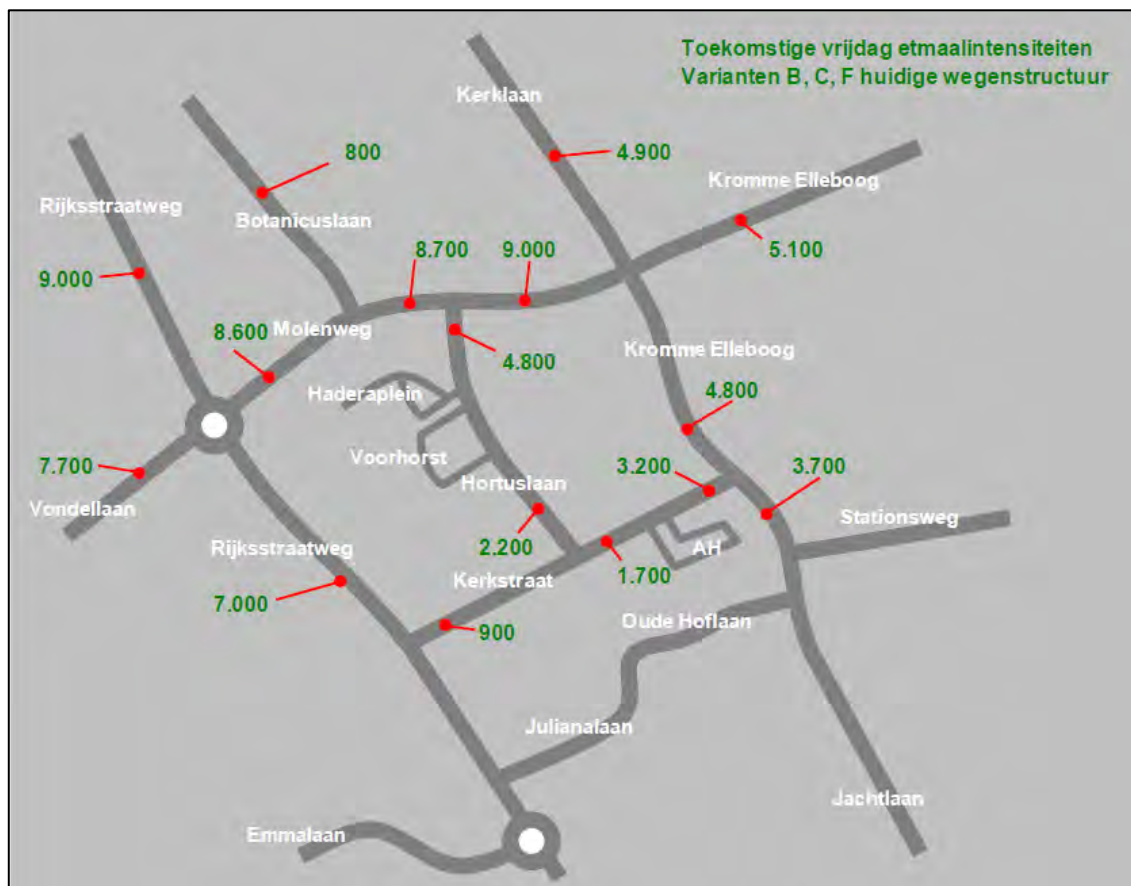 Toekomstige vrijdag etmaalintensiteiten
Varianten B, C, F huidige wegenstructuur
Kerklaan
800
4.900
Kromme Elleboog
Rijksstraatweg
Botanicuslaan
8.700
9.000
5.100
9.000
8.600
Molenweg
4.800
Kromme Elleboog
Haderaplein
4.800
Voorhorst
7.700
3.200
3.700
Hortuslaan
Vondellaan
Stationsweg
Rijksstraatweg
2.200
AH
Kerkstraat
1.700
7.000
900
Oude Hoflaan
Julianalaan
Jachtlaan
Emmalaan